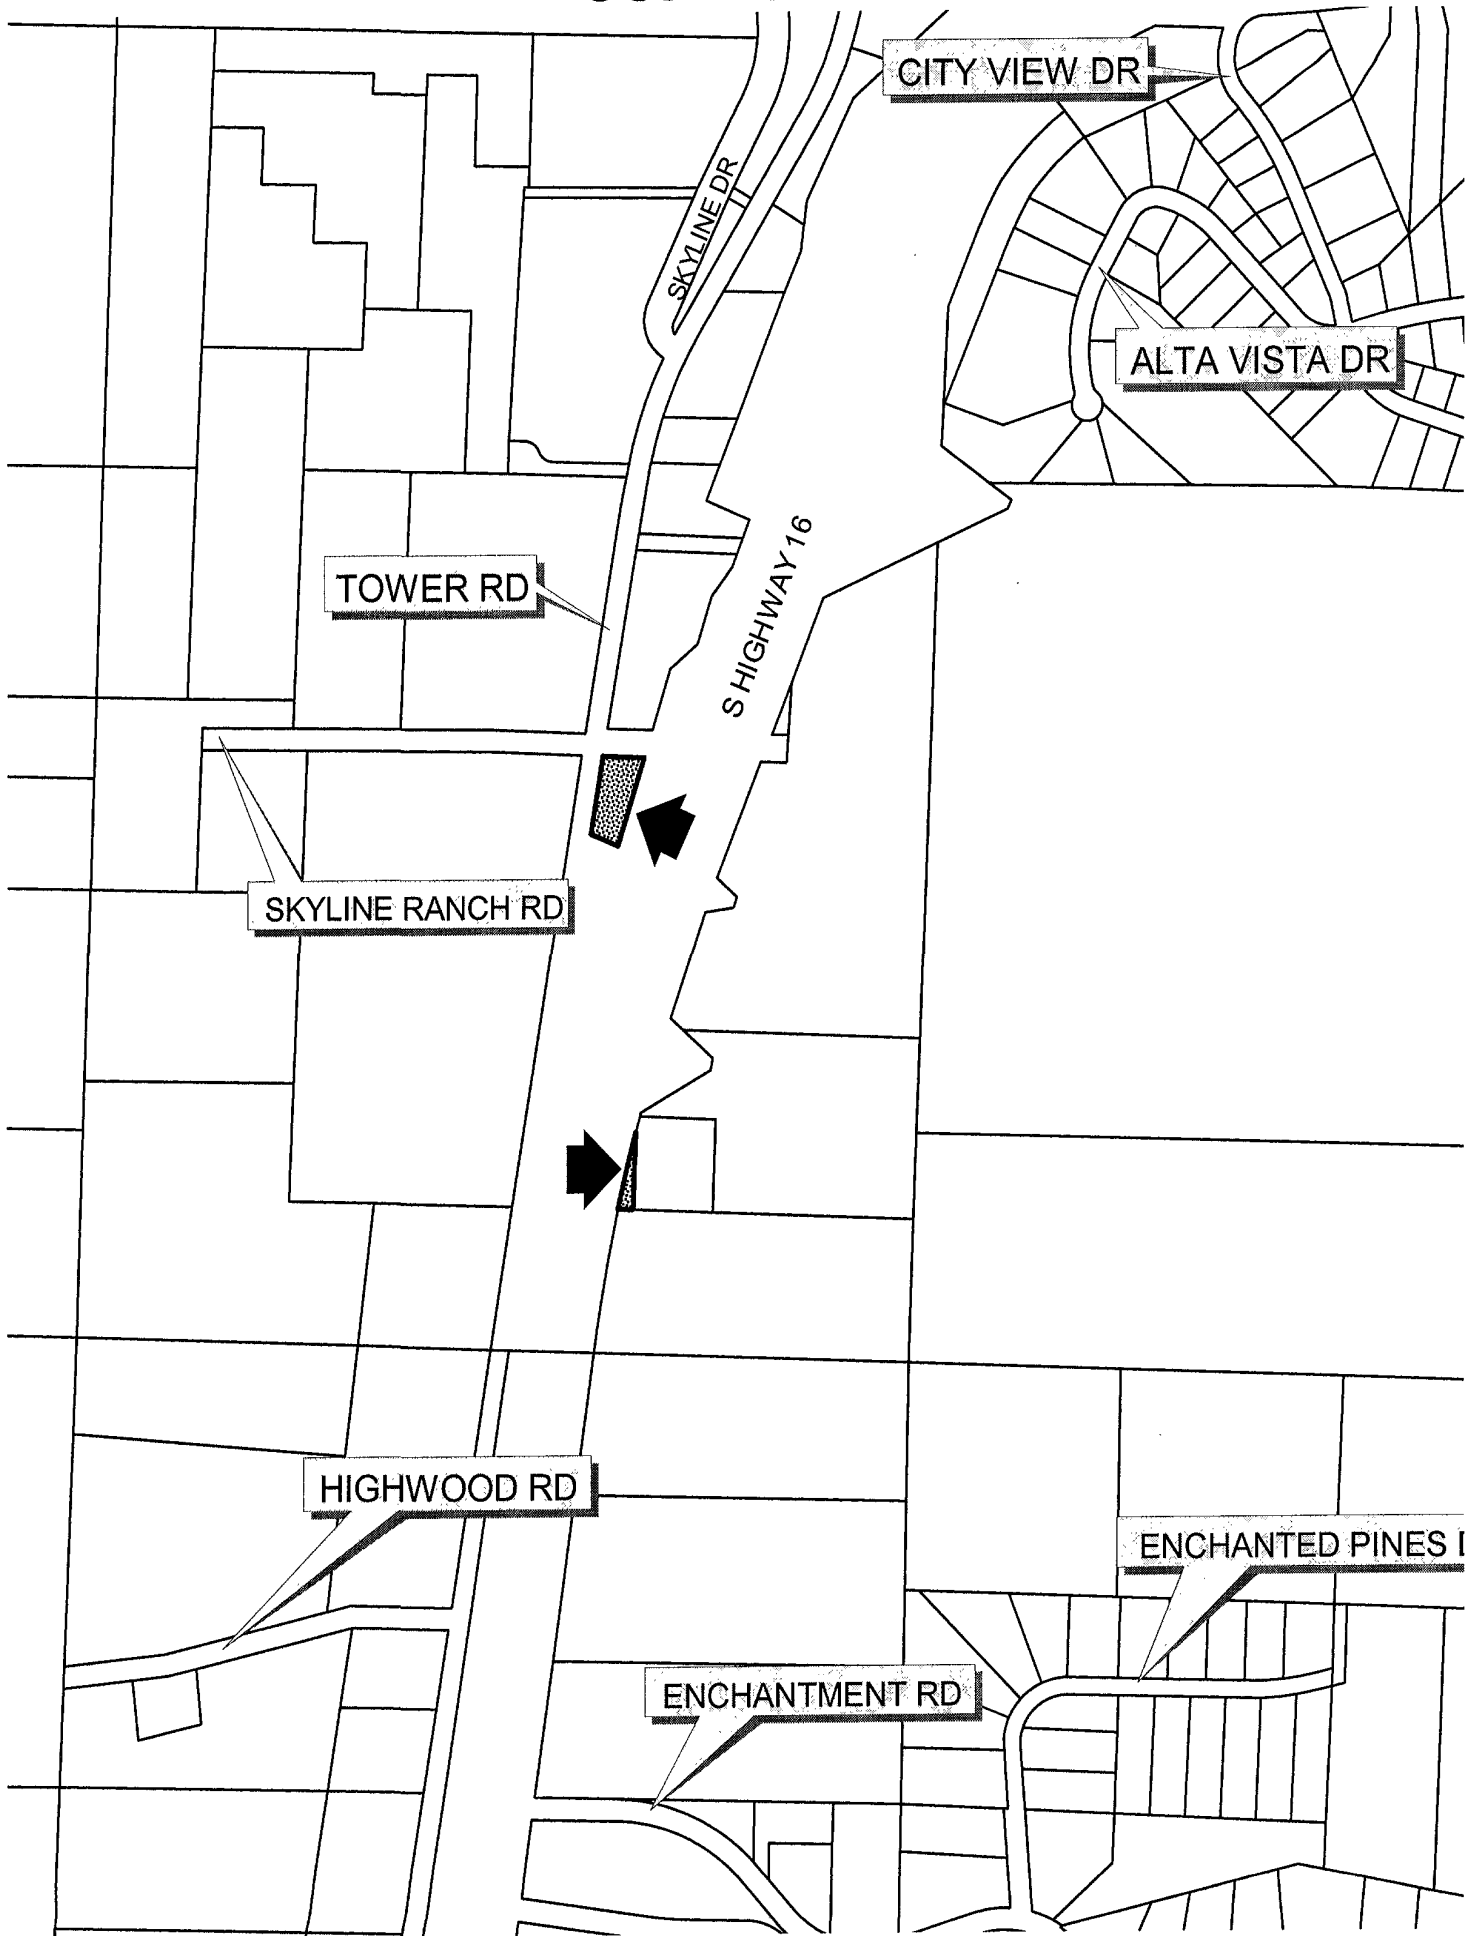 CITY VIEW DR
SKYLINE DR
ALTA VISTA DR
S HIGHWAY 16
TOWER RD
SKYLINE RANCH RD
HIGHWOOD RD
ENCHANTED PINES
ENCHANTMENT RD